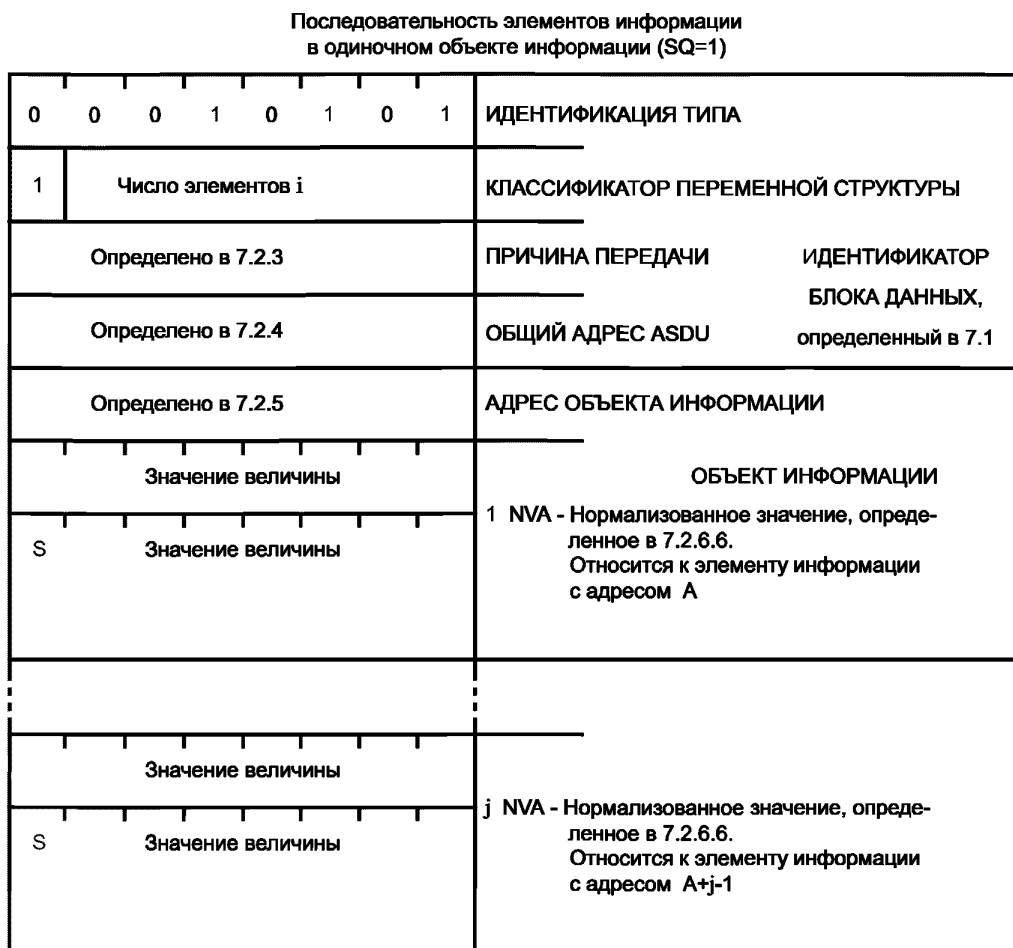 Последовательность элементов информации
в одиночном объекте информации (SQ=1)
0 0 0 1 0 1 0 1 ИДЕНТИФИКАЦИЯ ТИПА
1 Число элементов i КЛАССИФИКАТОР ПЕРЕМЕННОЙ СТРУКТУРЫ
Определено в 7.2.3 ПРИЧИНА ПЕРЕДАЧИ ИДЕНТИФИКАТОР
БЛОКА ДАННЫХ,
Определено в 7.2.4 ОБЩИЙ АДРЕС ASDU определенный в 7.1
Определено в 7.2.5 АДРЕС ОБЪЕКТА ИНФОРМАЦИИ
Значение величины ОБЪЕКТ ИНФОРМАЦИИ
1 NVA - Нормализованное значение, опреде-
S Значение величины ленное в 7.2.6.6.
Относится к элементу информации
с адресом A
Значение величины
j NVA - Нормализованное значение, опреде-
S Значение величины ленное в 7.2.6.6.
Относится к элементу информации
с адресом A+j-1